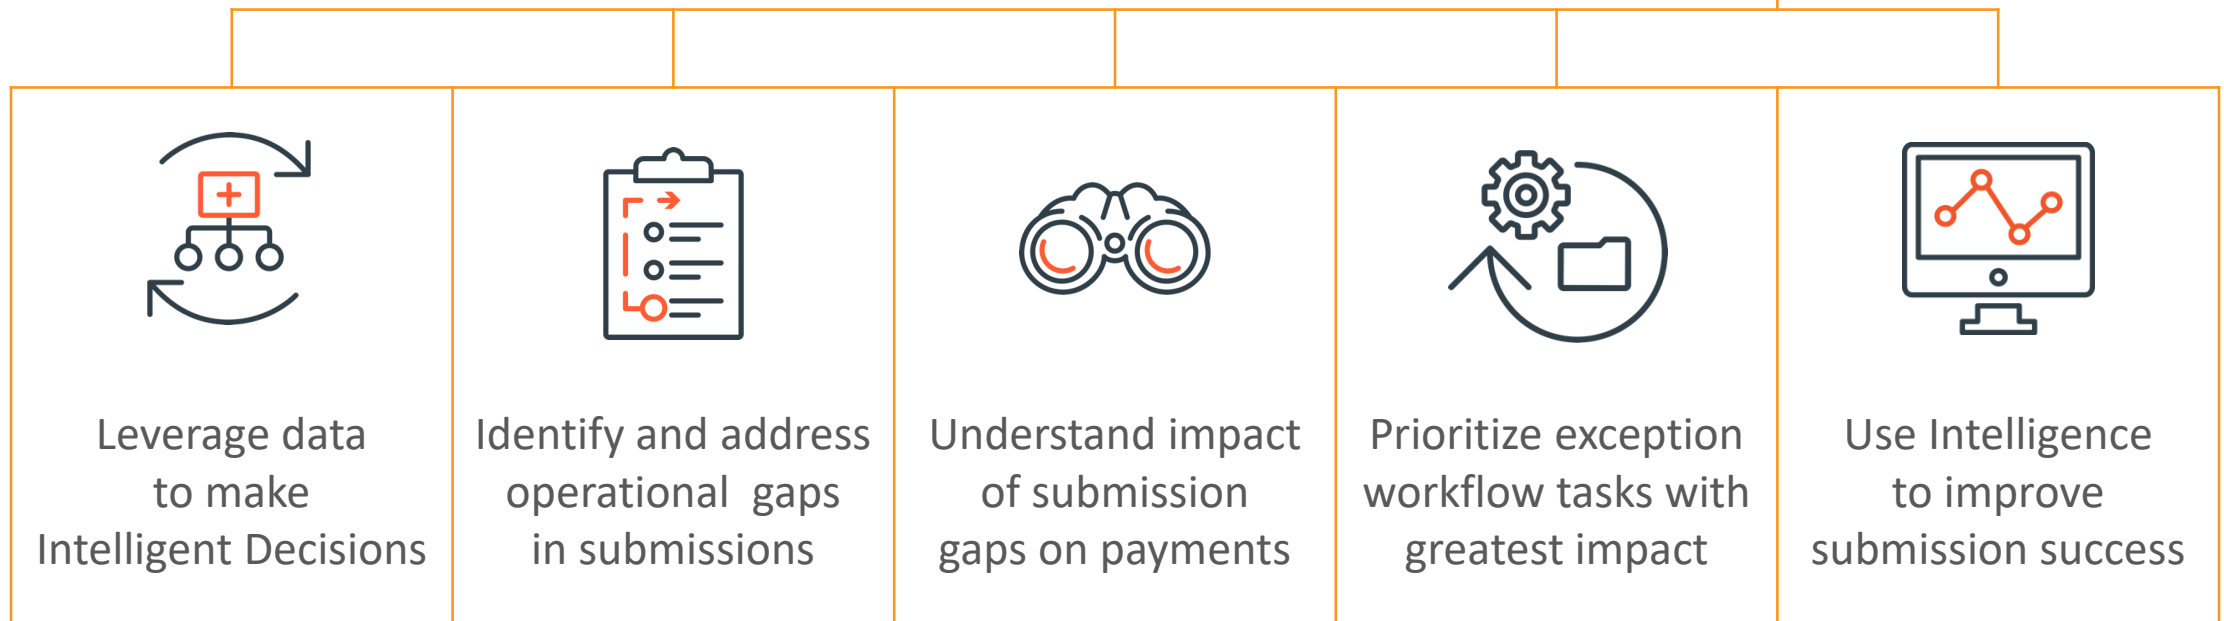 Leverage data
to make
Intelligent Decisions
Identify and address
operational  gaps
in submissions
Understand impact
of submission
gaps on payments
Prioritize exception
workflow tasks with
greatest impact
Use Intelligence
to improve
submission success